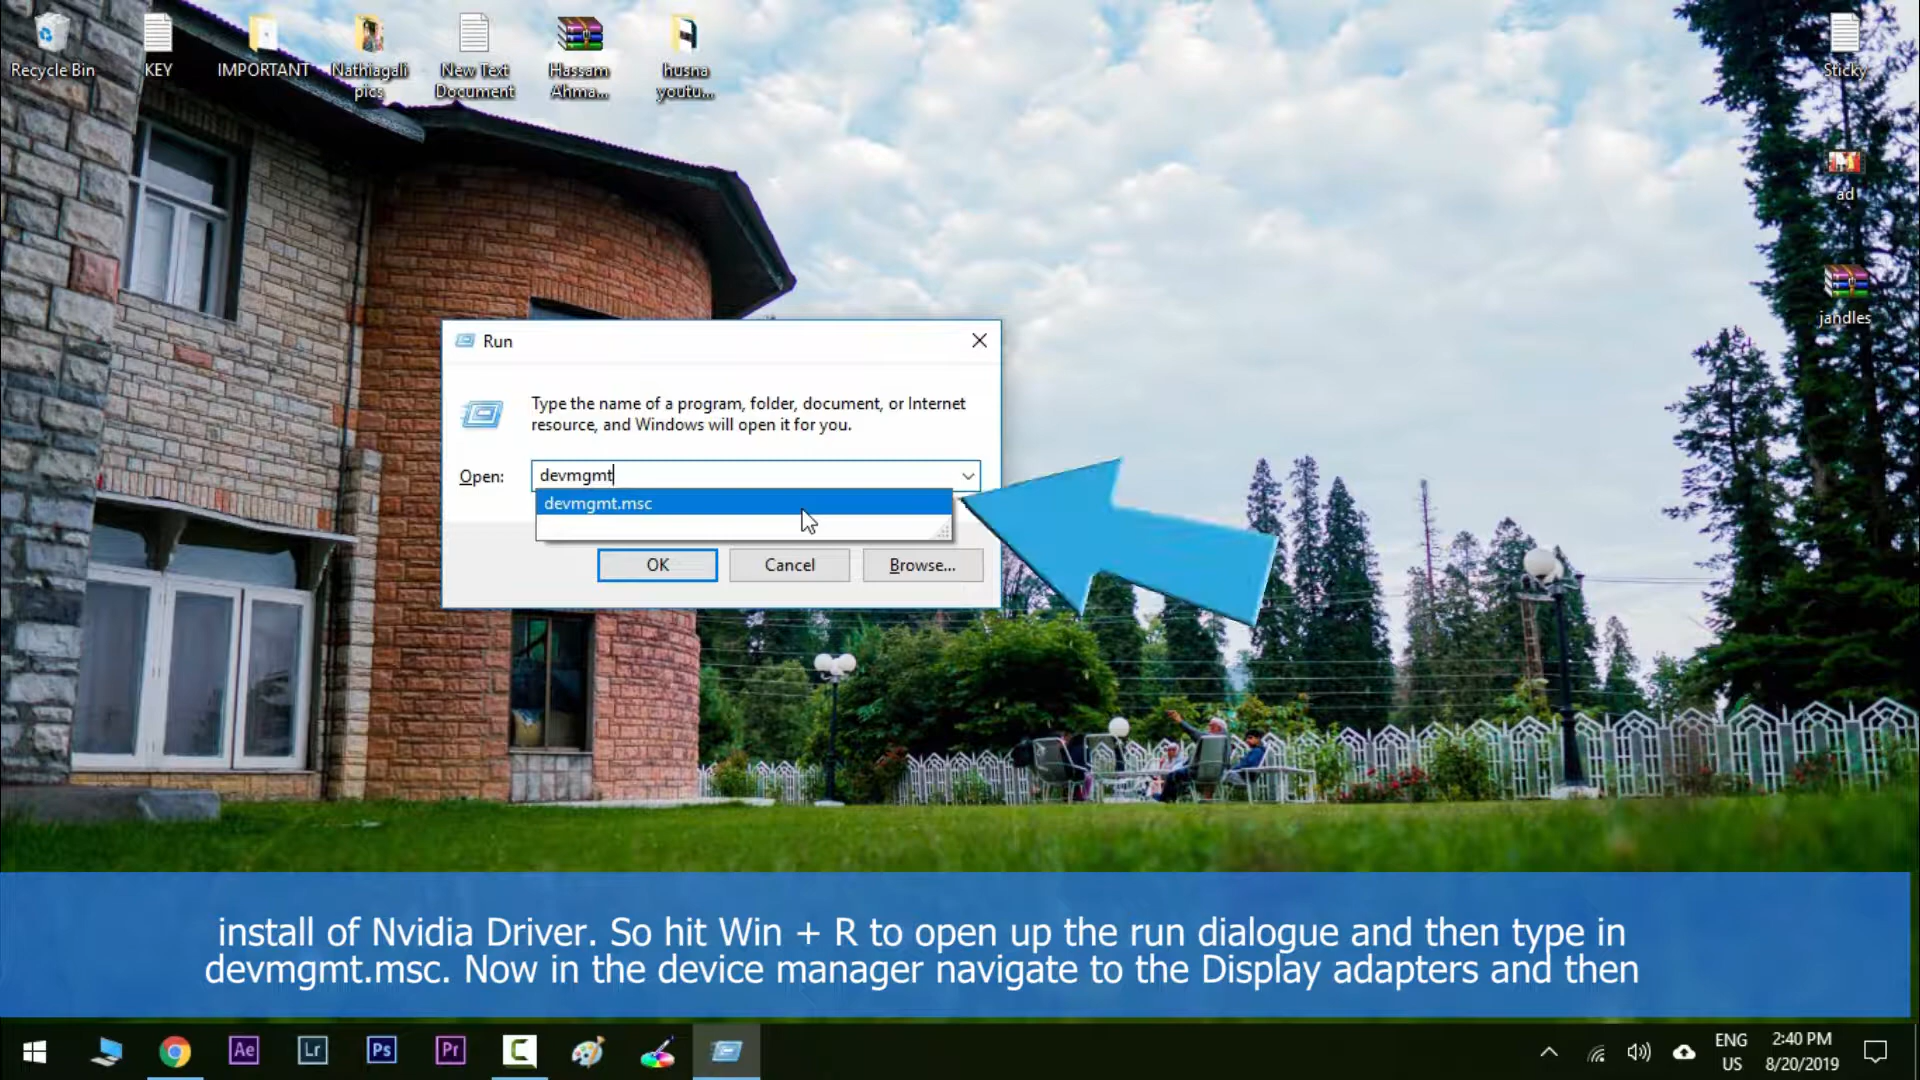 Recycle Bin
KEY
IMPORTANT
Nathiagali
pics
New Text
Document
Hassam
Ahma...
husna
youtu...
Sticky
ad
jandles
Run
Type the name of a program, folder, document, or Internet
resource, and Windows will open it for you.
Open:
devmgmt
devmgmt.msc
OK
Cancel
Browse...
install of Nvidia Driver. So hit Win + R to open up the run dialogue and then type in
devmgmt.msc. Now in the device manager navigate to the Display adapters and then
Ae
Lr
Ps
Pr
C
ENG
US
2:40 PM
8/20/2019